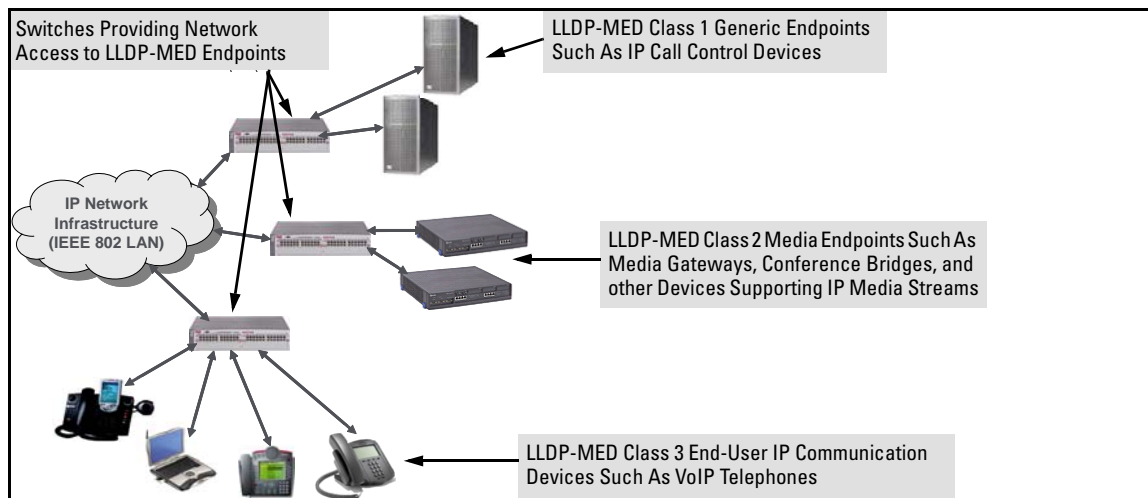 Switches Providing Network
Access to LLDP-MED Endpoints
LLDP-MED Class 1 Generic Endpoints
Such As IP Call Control Devices
IP Network
Infrastructure
(IEEE 802 LAN)
LLDP-MED Class 2 Media Endpoints Such As
Media Gateways, Conference Bridges, and
other Devices Supporting IP Media Streams
LLDP-MED Class 3 End-User IP Communication
Devices Such As VoIP Telephones